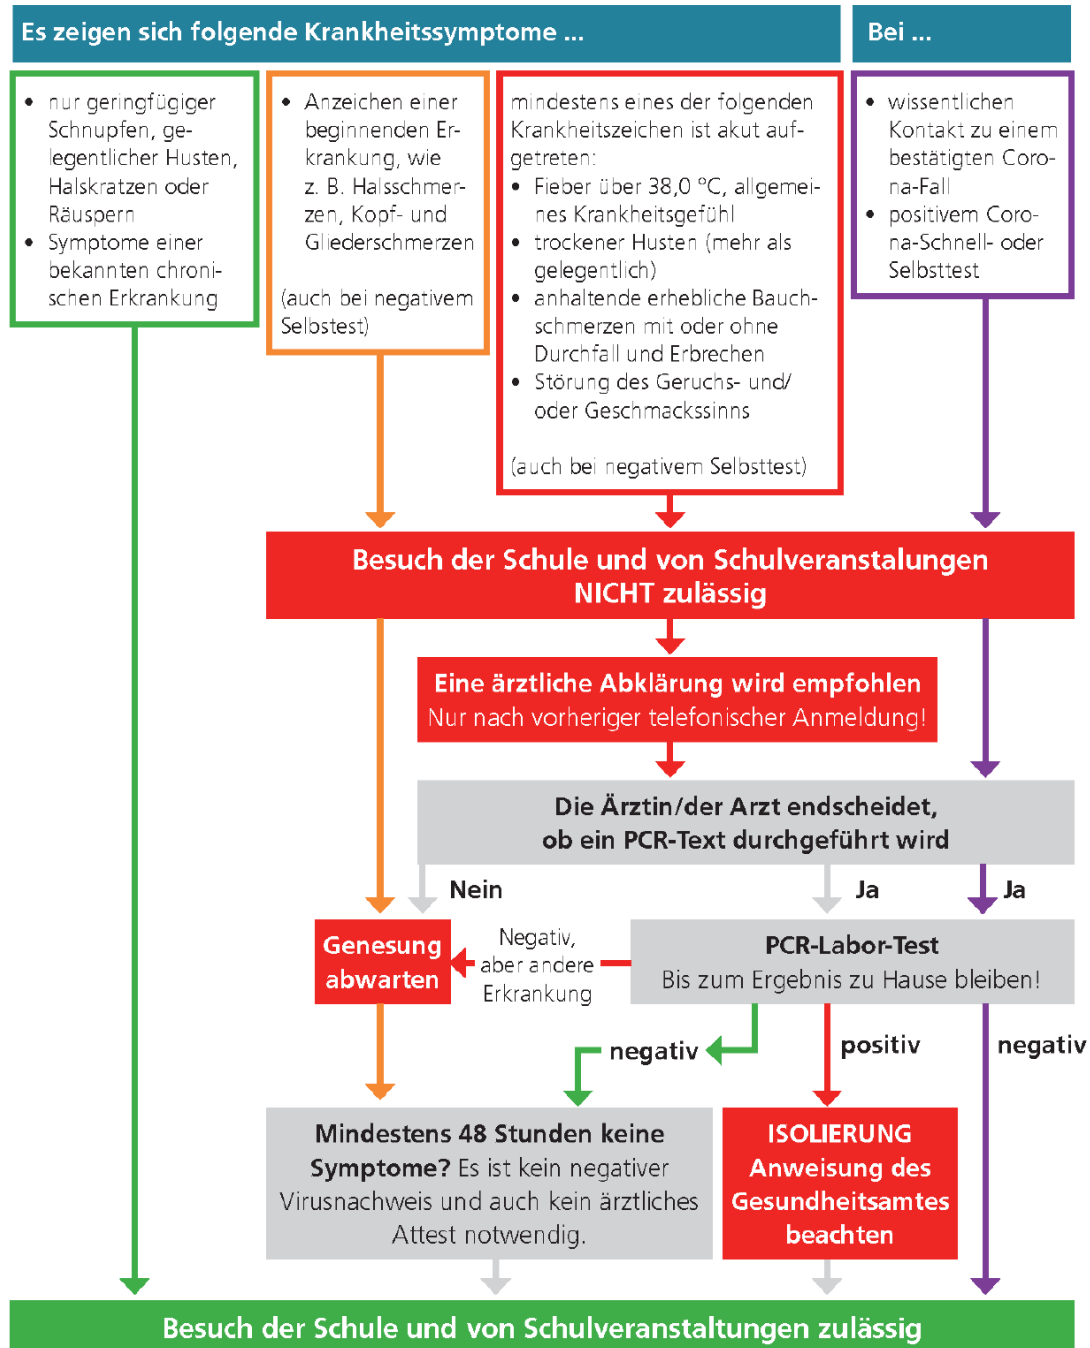 Es zeigen sich folgende Krankheitssymptome ...
Bei ...
• nur geringfügiger
Schnupfen, ge-
legentlicher Husten,
Halskratzen oder
Räuspern
• Symptome einer
bekannten chroni-
schen Erkrankung
• Anzeichen einer
beginnenden Er-
krankung, wie
z. B. Halsschmer-
zen, Kopf- und
Gliederschmerzen
(auch bei negativem
Selbstest)
mindestens eines der folgenden
Krankheitszeichen ist akut auf-
getreten:
• Fieber über 38,0 °C, allgemei-
nes Krankheitsgefühl
• trockener Husten (mehr als
gelegentlich)
• anhaltende erhebliche Bauch-
schmerzen mit oder ohne
Durchfall und Erbrechen
• Störung des Geruchs- und/
oder Geschmackssinns
(auch bei negativem Selbsttest)
• wissentlichen
Kontakt zu einem
bestätigten Coro-
na-Fall
• positivem Coro-
na-Schnell- oder
Selbsttest
Besuch der Schule und von Schulveranstalungen
NICHT zulässig
Eine ärztliche Abklärung wird empfohlen
Nur nach vorheriger telefonischer Anmeldung!
Die Ärztin/der Arzt endscheidet,
ob ein PCR-Text durchgeführt wird
Nein
Ja
Ja
Genesung
abwarten
Negativ,
aber andere
Erkrankung
PCR-Labor-Test
Bis zum Ergebnis zu Hause bleiben!
negativ
positiv
negativ
Mindestens 48 Stunden keine
Symptome? Es ist kein negativer
Virusnachweis und auch kein ärztliches
Attest notwendig.
ISOLIERUNG
Anweisung des
Gesundheitsamtes
beachten
Besuch der Schule und von Schulveranstaltungen zulässig